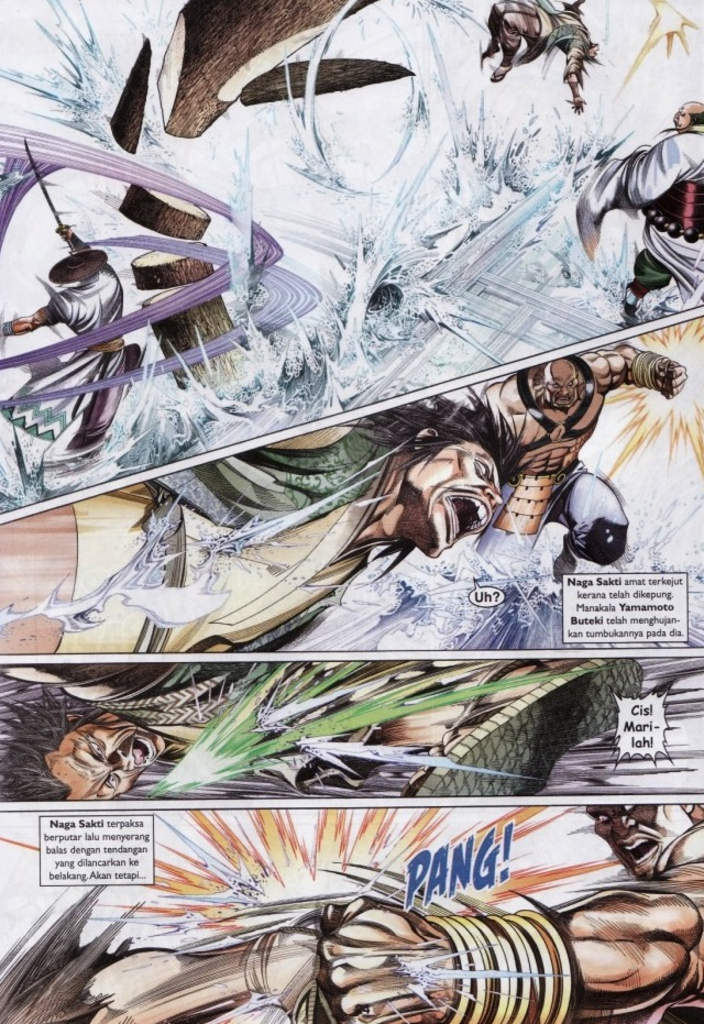 Uh?
Naga Sakti amat terkejut
kerana telah dikepung.
Manakala Yamamoto
Buteki telah menghujan-
kan tumbukannya pada dia.
Cis!
Mari-
lah!
Naga Sakti terpaksa
berputar lalu menyerang
balas dengan tendangan
yang dilancarkan ke
belakang. Akan tetapi...
PANG!